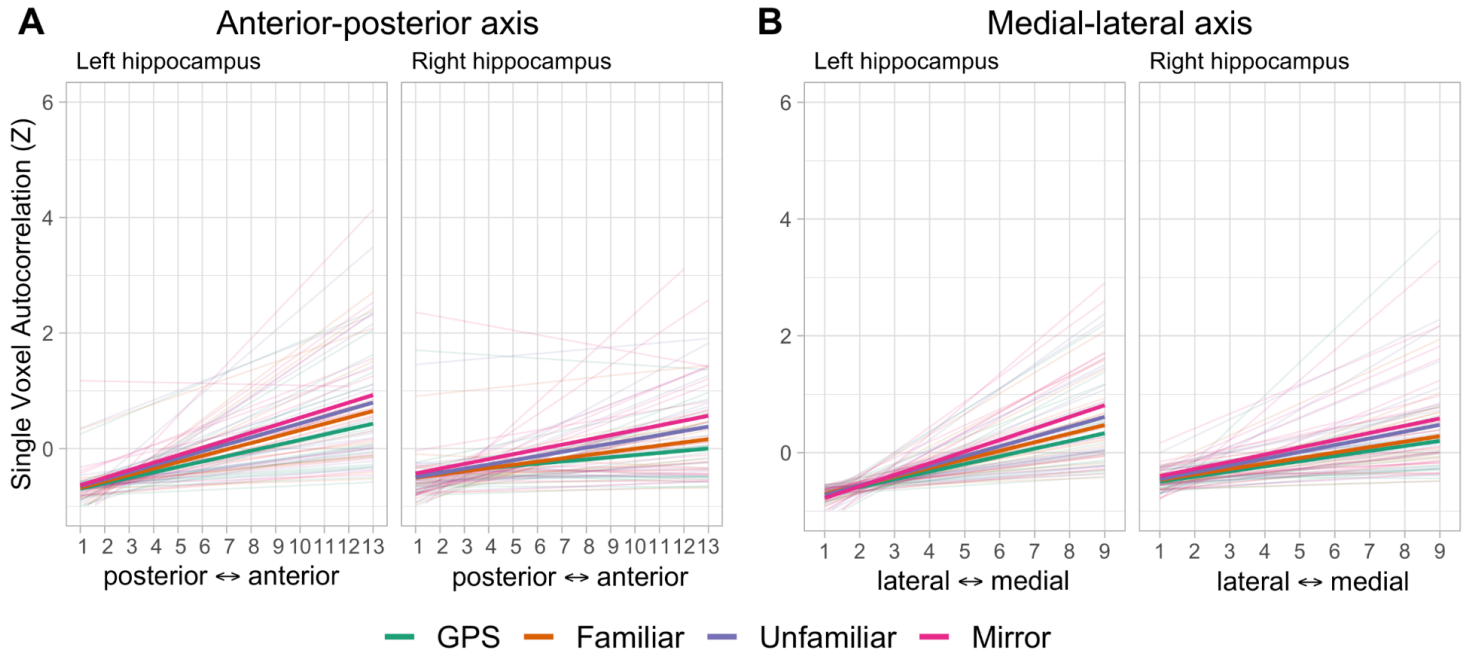 A Anterior-posterior axis
Left hippocampus Right hippocampus
Single Voxel Autocorrelation (Z)
6
4
2
0
1 2 3 4 5 6 7 8 9 10 11 12 13
1 2 3 4 5 6 7 8 9 10 11 12 13
posterior ↔ anterior posterior ↔ anterior
B Medial-lateral axis
Left hippocampus Right hippocampus
6
4
2
0
1 2 3 4 5 6 7 8 9
1 2 3 4 5 6 7 8 9
lateral ↔ medial lateral ↔ medial
GPS Familiar Unfamiliar Mirror